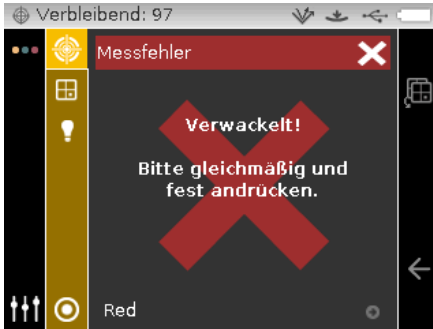 Verbleibend: 97
Messfehler
Verwackelt!
Bitte gleichmäßig und
fest andrücken.
Red